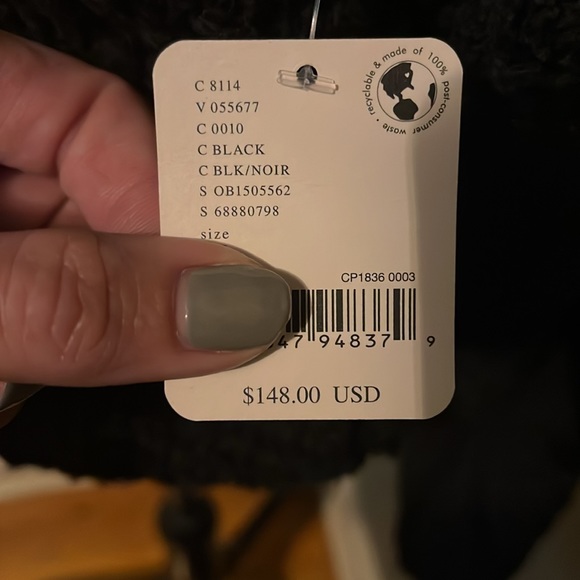 C 8114
V 055677
C 0010
C BLACK
C BLK/NOIR
S OB1505562
S 68880798
size
recyclable & made of 100% post-consumer waste •
CP1836 0003
47 94837 9
$148.00 USD